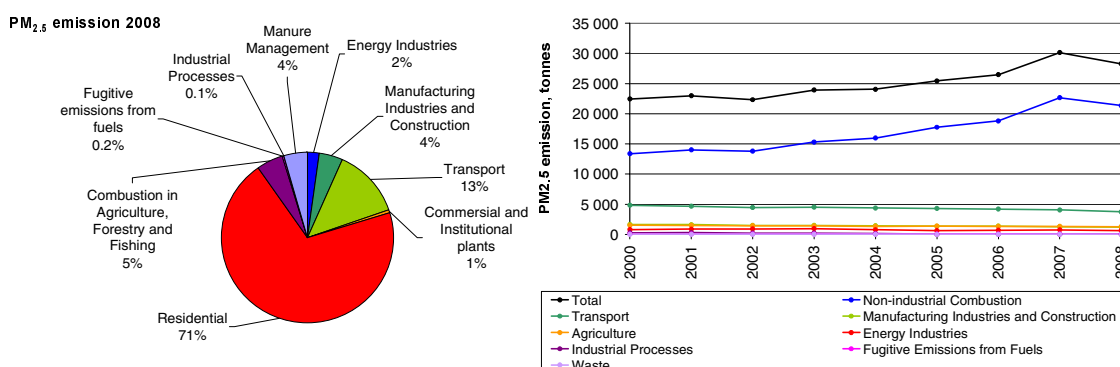 PM2.5 emission 2008
Manure
Management
4%
Energy Industries
2%
Industrial
Processes
0.1%
Manufacturing
Industries and
Construction
4%
Fugitive
emissions from
fuels
0.2%
Transport
13%
Combustion in
Agriculture,
Forestry and
Fishing
5%
Commersial and
Institutional
plants
1%
Residential
71%
PM2.5 emission, tonnes
35 000
30 000
25 000
20 000
15 000
10 000
5 000
0
2000 2001 2002 2003 2004 2005 2006 2007 2008
Total Non-industrial Combustion
Transport Manufacturing Industries and Construction
Agriculture Energy Industries
Industrial Processes Fugitive Emissions from Fuels
Waste